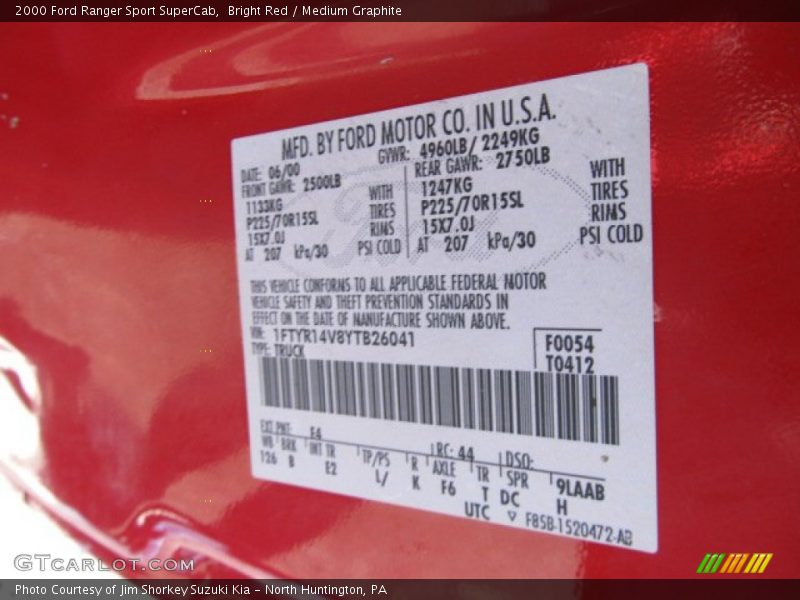 2000 Ford Ranger Sport SuperCab, Bright Red / Medium Graphite
MFD. BY FORD MOTOR CO. IN U.S.A.
DATE: 06/00
GVWR: 4960LB/ 2249KG
FRONT GAWR: 2500LB
1133KG
P225/70R15SL
15X7.0J
AT 207 kPa/30
WITH
TIRES
RIMS
PSI COLD
REAR GAWR: 2750LB
1247KG
P225/70R15SL
15X7.0J
AT 207 kPa/30
WITH
TIRES
RIMS
PSI COLD
THIS VEHICLE CONFORMS TO ALL APPLICABLE FEDERAL MOTOR
VEHICLE SAFETY AND THEFT PREVENTION STANDARDS IN
EFFECT ON THE DATE OF MANUFACTURE SHOWN ABOVE.
VIN: 1FTYR14V8YTB26041
TYPE: TRUCK
F0054
T0412
EXT PNT: E4
RC: 44 DSO:
WB BRK INT TR TP/PS R AXLE TR SPR 9LAAB
126 B E2 L/ K F6 T DC H
UTC ▽ F85B-1520472-AB
GTCARLOT.COM
Photo Courtesy of Jim Shorkey Suzuki Kia - North Huntington, PA